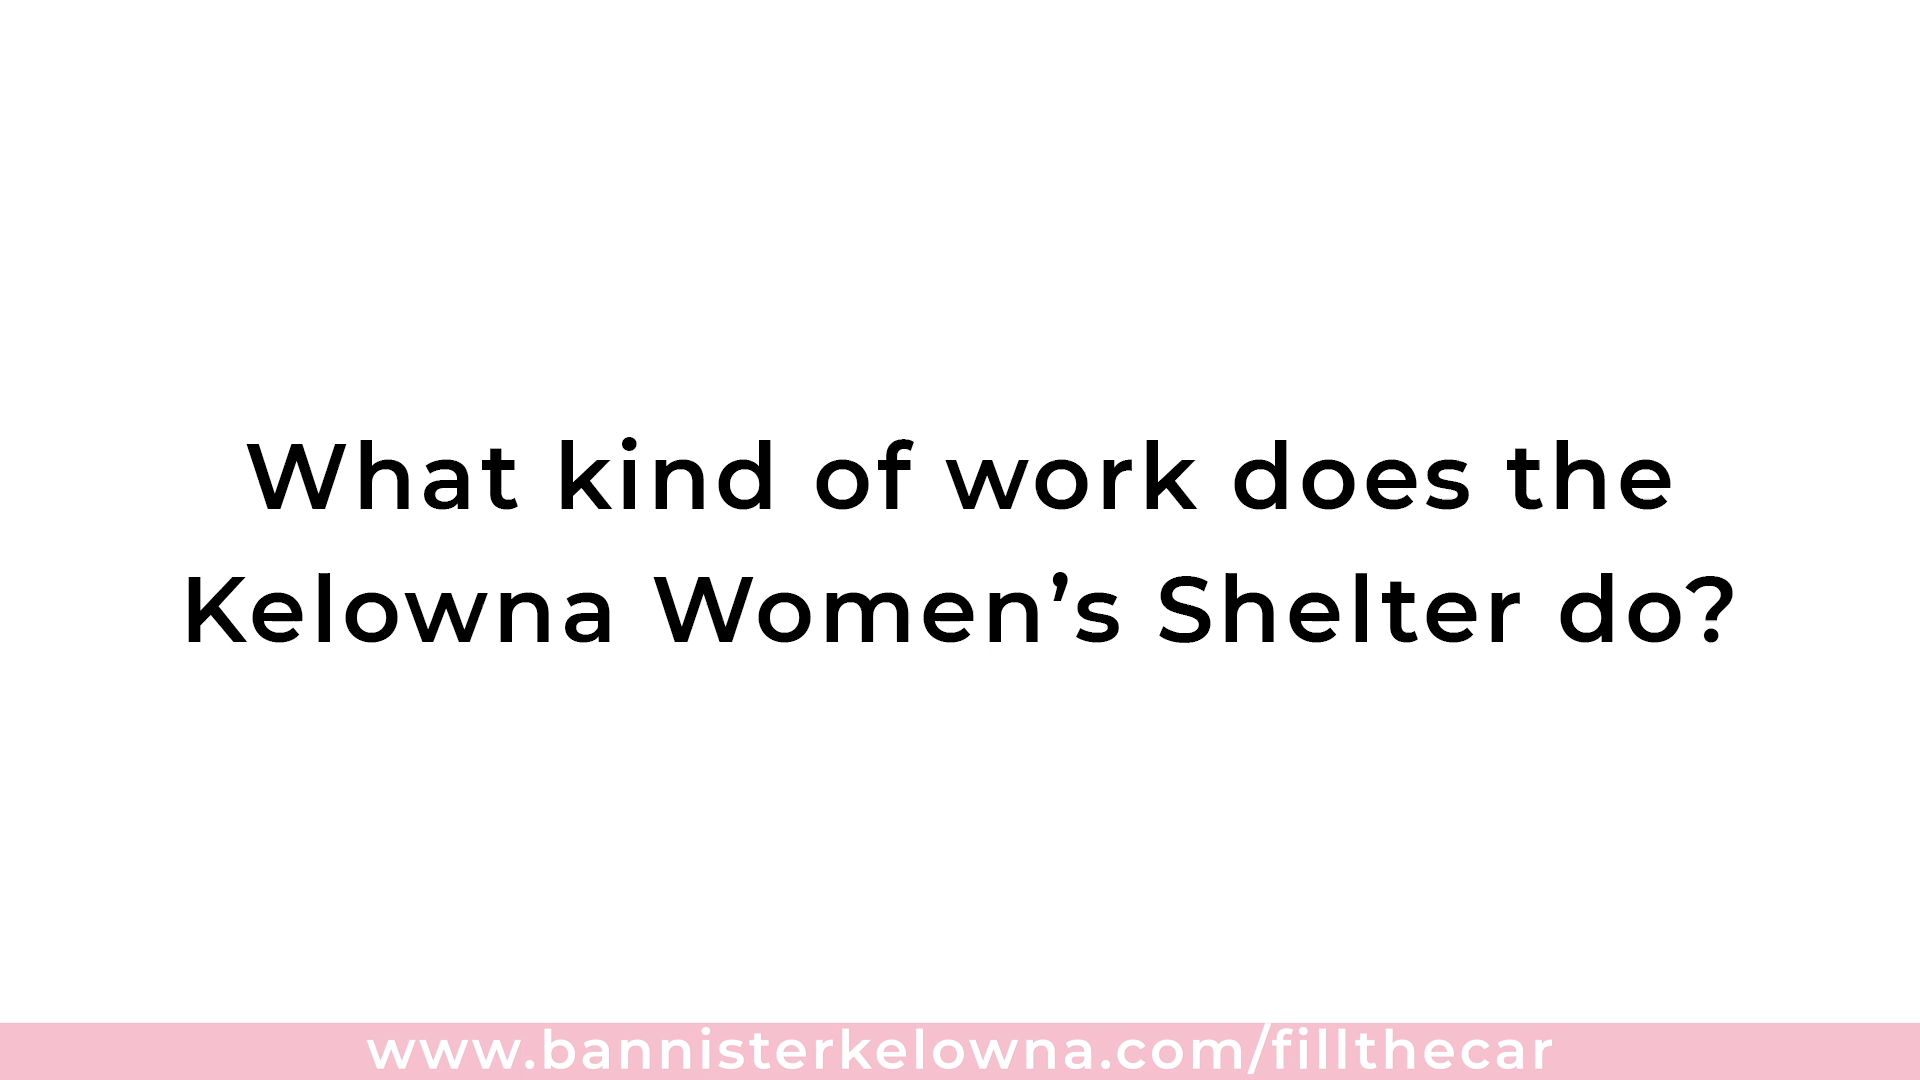 What kind of work does the
Kelowna Women’s Shelter do?
www.bannisterkelowna.com/fillthecar